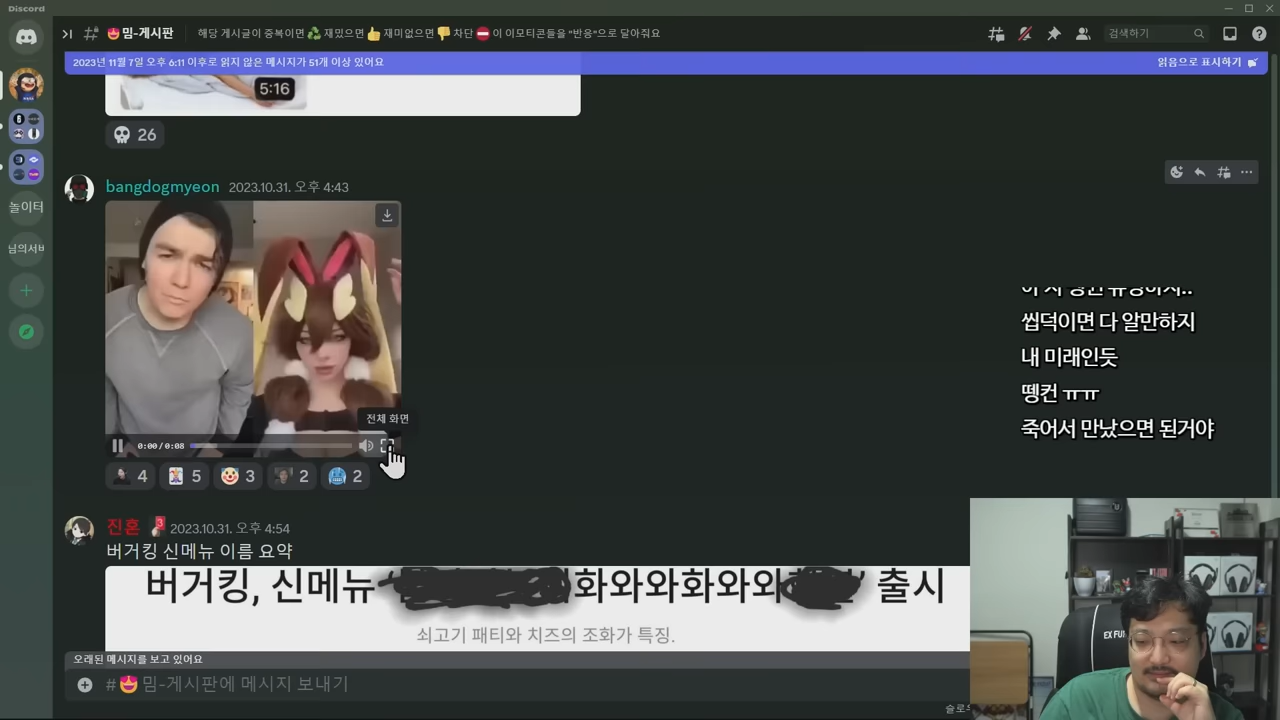 Discord
밈-게시판
해당 게시글이 중복이면 재밌으면 재미없으면 차단 이 이모티콘들을 "반응"으로 달아줘요
검색하기
2023년 11월 7일 오후 6:11 이후로 읽지 않은 메시지가 51개 이상 있어요
읽음으로 표시하기
5:16
26
bangdogmyeon 2023.10.31. 오후 4:43
놀이터
님의서버
씹덕이면 다 알만하지
내 미래인듯
뗑컨 ㅠㅠ
죽어서 만났으면 된거야
전체 화면
0:00/0:08
4 5 3 2 2
진혼 3 2023.10.31. 오후 4:54
버거킹 신메뉴 이름 요약
버거킹, 신메뉴 화와와화와와 출시
쇠고기 패티와 치즈의 조화가 특징.
오래된 메시지를 보고 있어요
# 밈-게시판에 메시지 보내기
EX